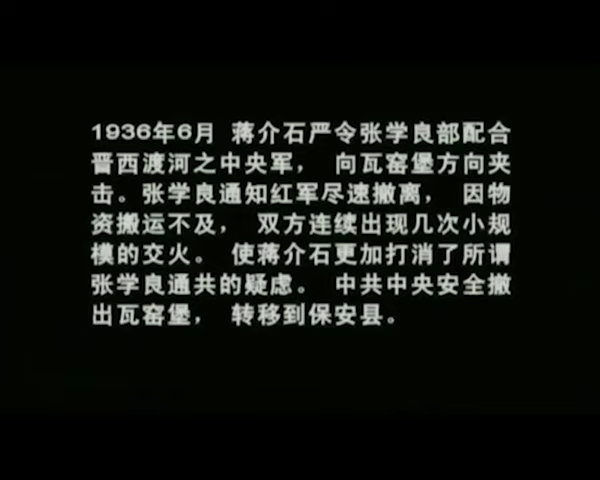 1936年6月 蒋介石严令张学良部配合
晋西渡河之中央军， 向瓦窑堡方向夹
击。张学良通知红军尽速撤离， 因物
资搬运不及， 双方连续出现几次小规
模的交火。 使蒋介石更加打消了所谓
张学良通共的疑虑。 中共中央安全撤
出瓦窑堡， 转移到保安县。